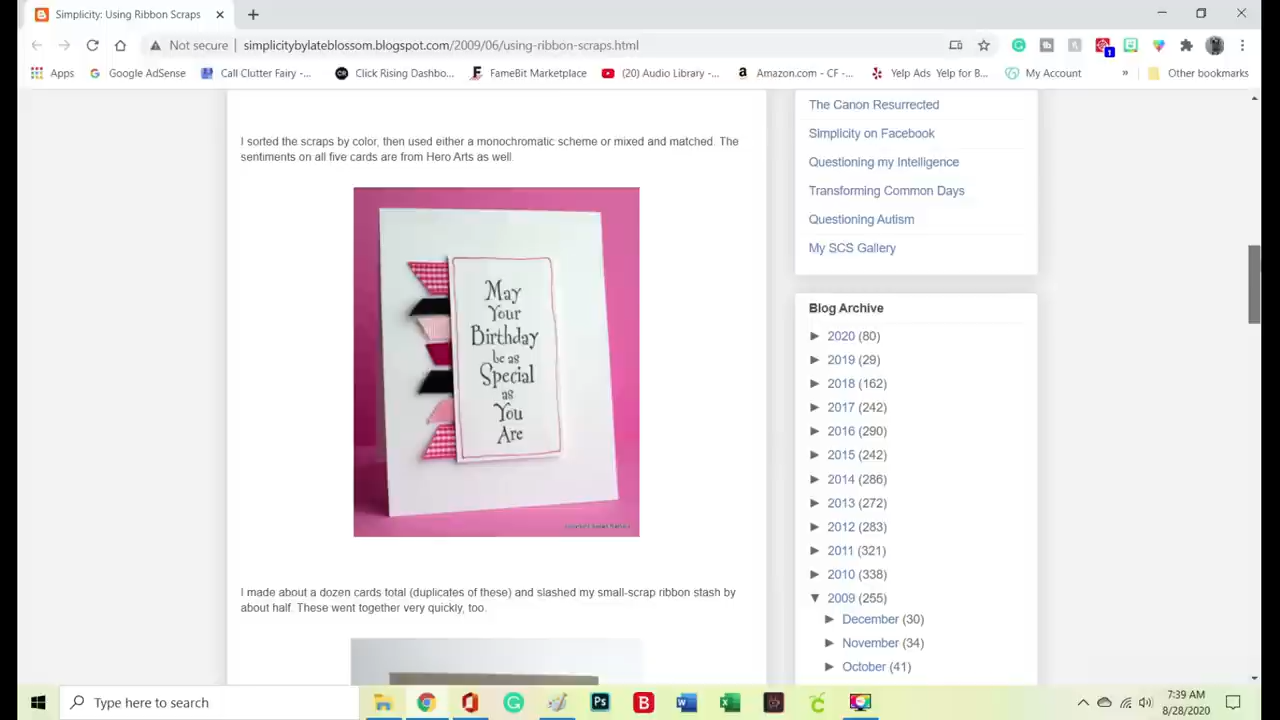 Simplicity: Using Ribbon Scraps
Not secure | simplicitybylateblossom.blogspot.com/2009/06/using-ribbon-scraps.html
1
Apps
Google AdSense
Call Clutter Fairy -...
Click Rising Dashbo...
FameBit Marketplace
(20) Audio Library -...
Amazon.com - CF -...
Yelp Ads Yelp for B...
My Account
»
Other bookmarks
I sorted the scraps by color, then used either a monochromatic scheme or mixed and matched. The
sentiments on all five cards are from Hero Arts as well.
May
Your
Birthday
be as
Special
as
You
Are
I made about a dozen cards total (duplicates of these) and slashed my small-scrap ribbon stash by
about half. These went together very quickly, too.
The Canon Resurrected
Simplicity on Facebook
Questioning my Intelligence
Transforming Common Days
Questioning Autism
My SCS Gallery
Blog Archive
► 2020 (80)
► 2019 (29)
► 2018 (162)
► 2017 (242)
► 2016 (290)
► 2015 (242)
► 2014 (286)
► 2013 (272)
► 2012 (283)
► 2011 (321)
► 2010 (338)
▼ 2009 (255)
► December (30)
► November (34)
► October (41)
Type here to search
7:39 AM
8/28/2020